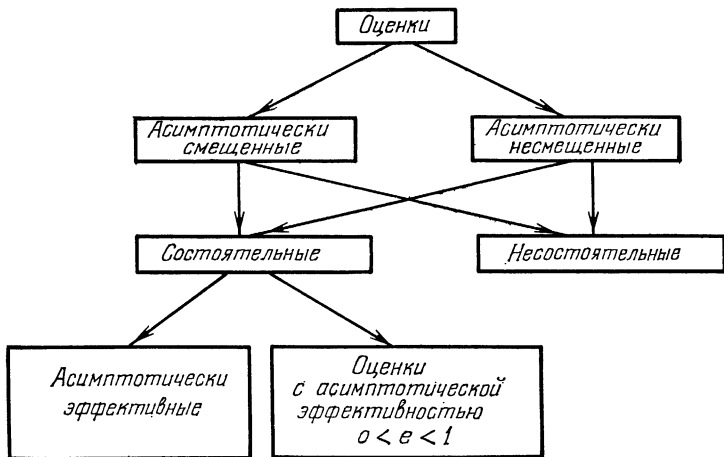 Оценки
Асимптотически
смещенные
Асимптотически
несмещенные
Состоятельные
Несостоятельные
Асимптотически
эффективные
Оценки
с асимптотической
эффективностью
0 < e < 1